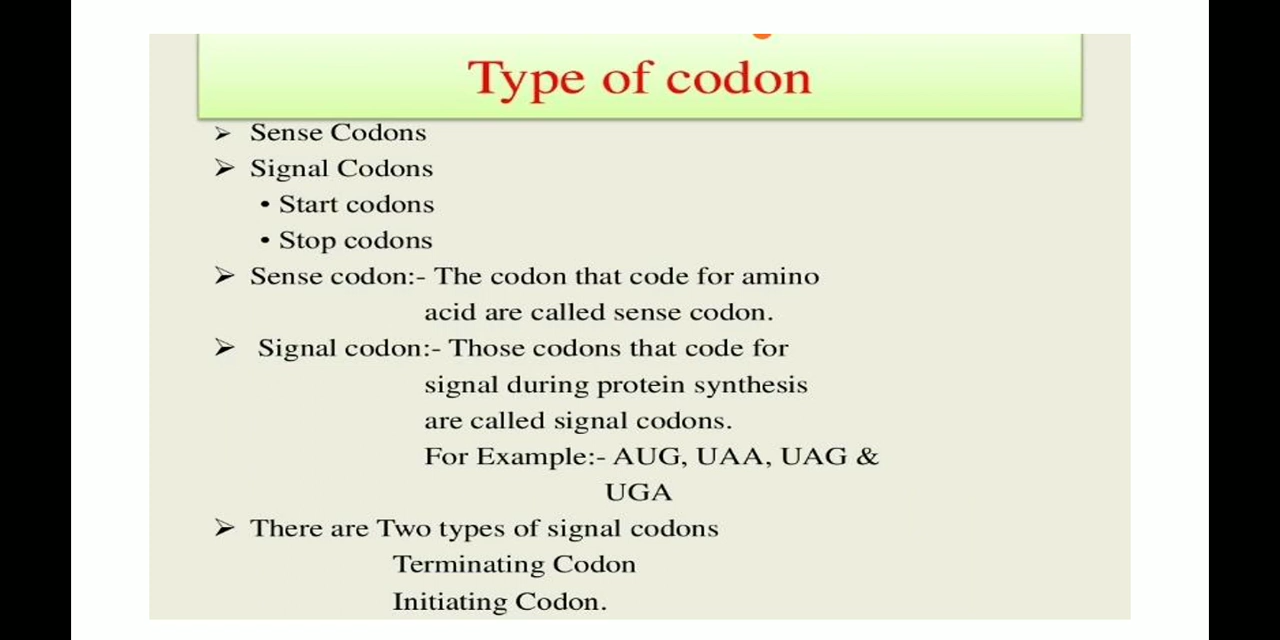 Type of codon
➢ Sense Codons
➢ Signal Codons
• Start codons
• Stop codons
➢ Sense codon:- The codon that code for amino
acid are called sense codon.
➢ Signal codon:- Those codons that code for
signal during protein synthesis
are called signal codons.
For Example:- AUG, UAA, UAG &
UGA
➢ There are Two types of signal codons
Terminating Codon
Initiating Codon.